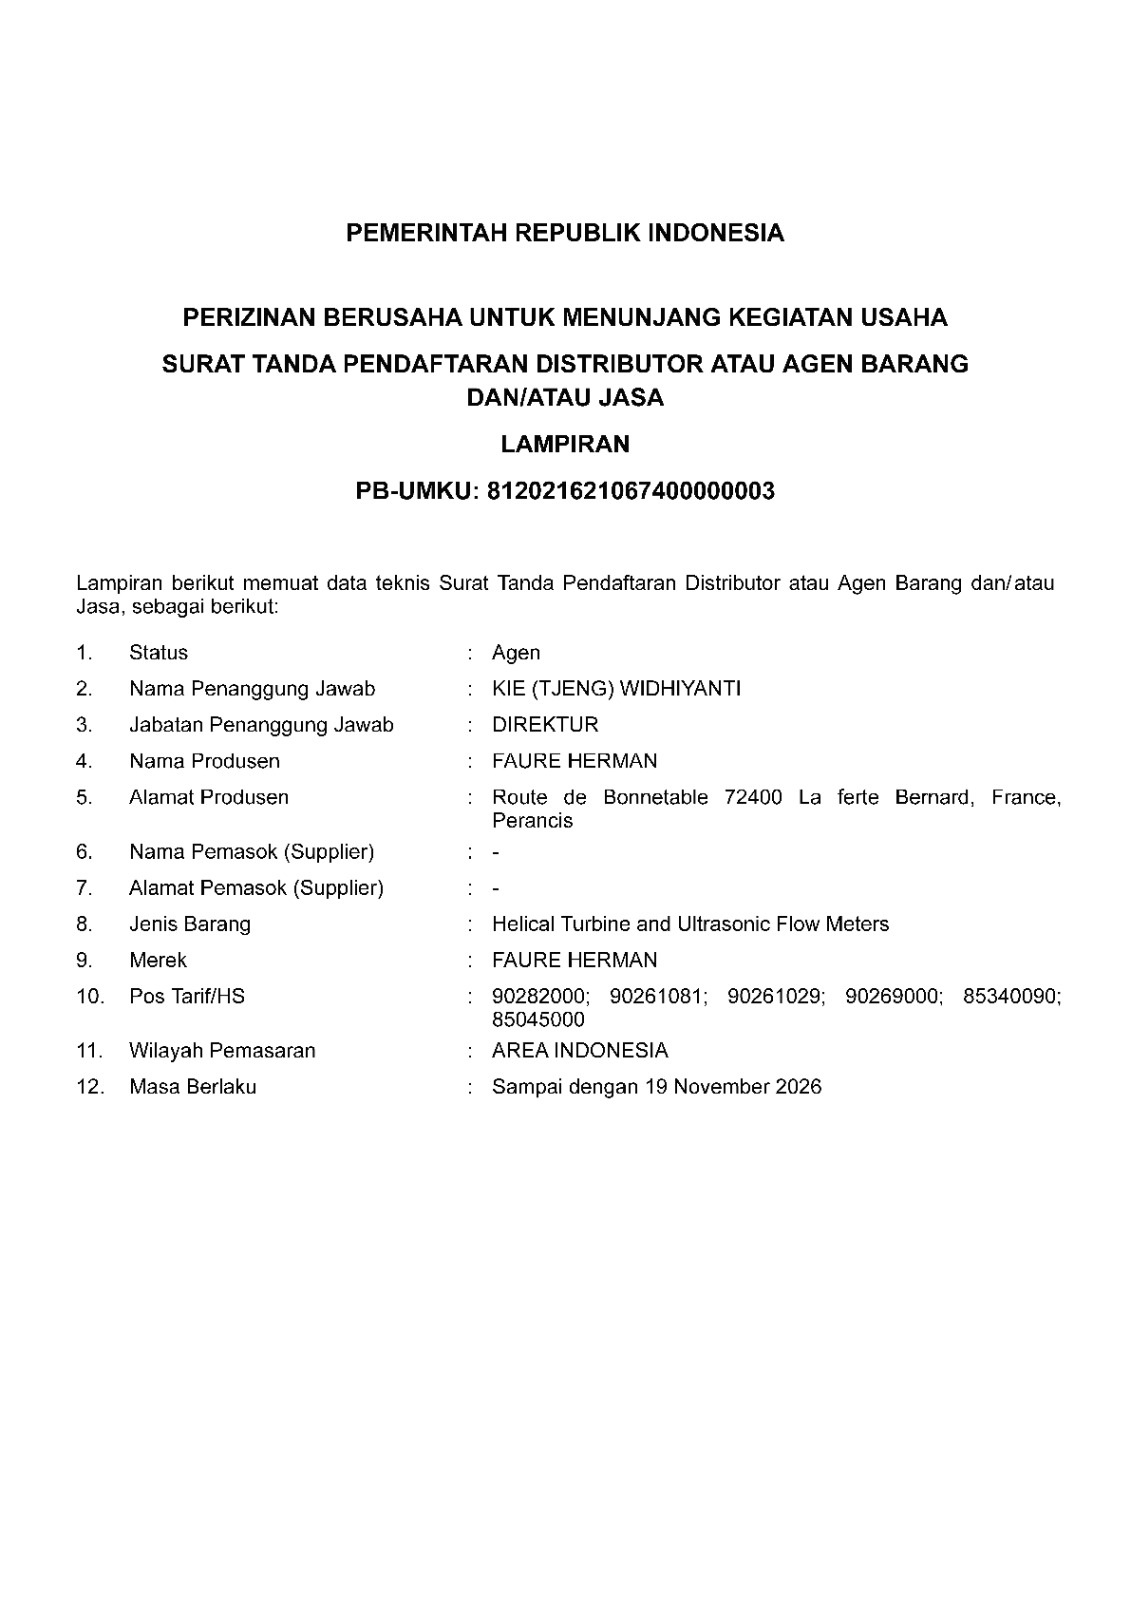 PEMERINTAH REPUBLIK INDONESIA
PERIZINAN BERUSAHA UNTUK MENUNJANG KEGIATAN USAHA
SURAT TANDA PENDAFTARAN DISTRIBUTOR ATAU AGEN BARANG
DAN/ATAU JASA
LAMPIRAN
PB-UMKU: 812021621067400000003
Lampiran berikut memuat data teknis Surat Tanda Pendaftaran Distributor atau Agen Barang dan/atau
Jasa, sebagai berikut:
1. Status : Agen
2. Nama Penanggung Jawab : KIE (TJENG) WIDHIYANTI
3. Jabatan Penanggung Jawab : DIREKTUR
4. Nama Produsen : FAURE HERMAN
5. Alamat Produsen : Route de Bonnetable 72400 La ferte Bernard, France,
Perancis
6. Nama Pemasok (Supplier) : -
7. Alamat Pemasok (Supplier) : -
8. Jenis Barang : Helical Turbine and Ultrasonic Flow Meters
9. Merek : FAURE HERMAN
10. Pos Tarif/HS : 90282000; 90261081; 90261029; 90269000; 85340090;
85045000
11. Wilayah Pemasaran : AREA INDONESIA
12. Masa Berlaku : Sampai dengan 19 November 2026